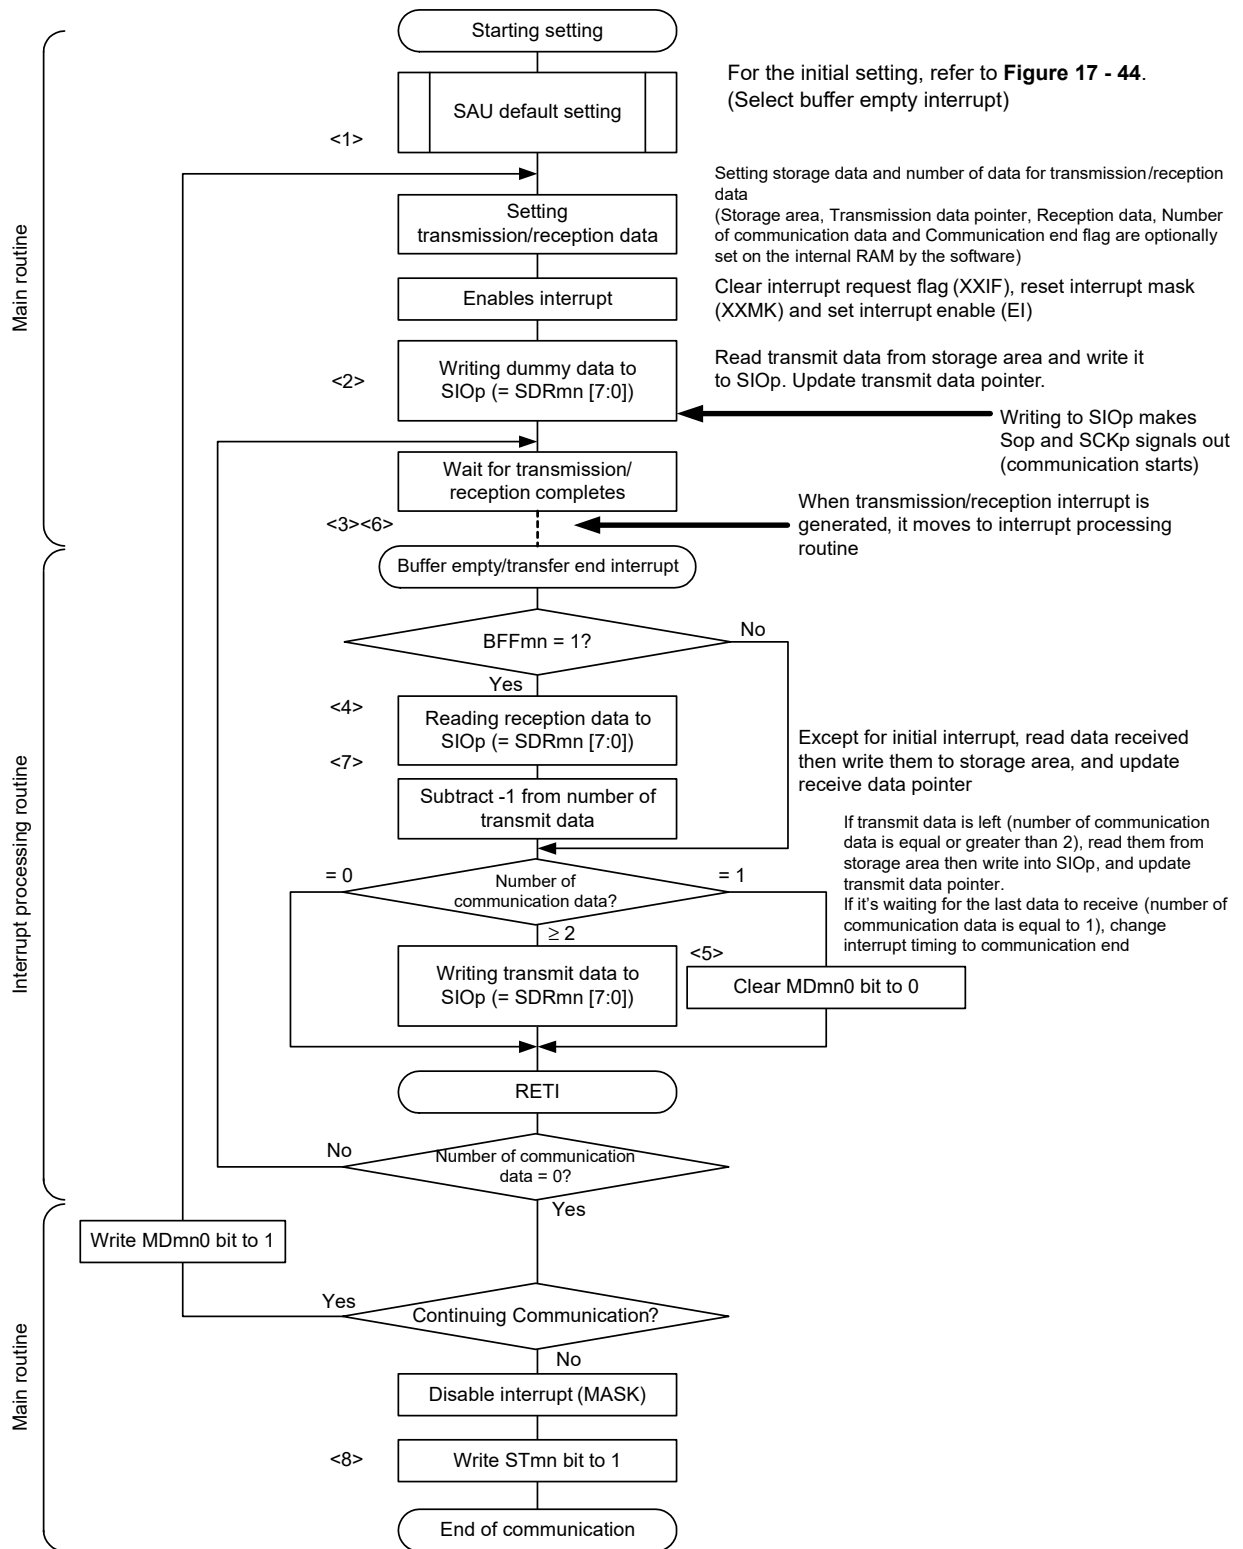 Starting setting
For the initial setting, refer to Figure 17 - 44.
(Select buffer empty interrupt)
SAU default setting
<1>
Setting storage data and number of data for transmission/reception
data
(Storage area, Transmission data pointer, Reception data, Number
of communication data and Communication end flag are optionally
set on the internal RAM by the software)
Setting
transmission/reception data
Main routine
Enables interrupt
Clear interrupt request flag (XXIF), reset interrupt mask
(XXMK) and set interrupt enable (EI)
<2>
Writing dummy data to
SIOp (= SDRmn [7:0])
Read transmit data from storage area and write it
to SIOp. Update transmit data pointer.
Writing to SIOp makes
Sop and SCKp signals out
(communication starts)
Wait for transmission/
reception completes
<3><6>
When transmission/reception interrupt is
generated, it moves to interrupt processing
routine
Buffer empty/transfer end interrupt
BFFmn = 1?
No
Yes
<4>
Reading reception data to
SIOp (= SDRmn [7:0])
<7>
Except for initial interrupt, read data received
then write them to storage area, and update
receive data pointer
Subtract -1 from number of
transmit data
Interrupt processing routine
If transmit data is left (number of communication
data is equal or greater than 2), read them from
storage area then write into SIOp, and update
transmit data pointer.
If it's waiting for the last data to receive (number of
communication data is equal to 1), change
interrupt timing to communication end
= 0
Number of
communication data?
= 1
≥ 2
<5>
Writing transmit data to
SIOp (= SDRmn [7:0])
Clear MDmn0 bit to 0
RETI
No
Number of communication
data = 0?
Yes
Write MDmn0 bit to 1
Yes
Continuing Communication?
No
Main routine
Disable interrupt (MASK)
<8>
Write STmn bit to 1
End of communication